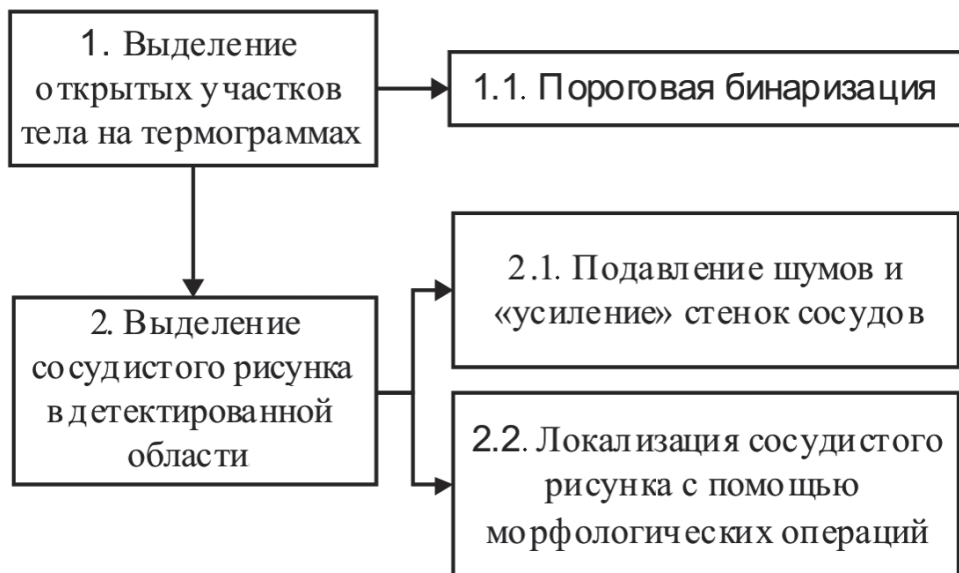 1. Выделение
открытых участков
тела на термограммах
1.1. Пороговая бинаризация
2. Выделение
сосудистого рисунка
в детектированной
области
2.1. Подавление шумов и
«усиление» стенок сосудов
2.2. Локализация сосудистого
рисунка с помощью
морфологических операций